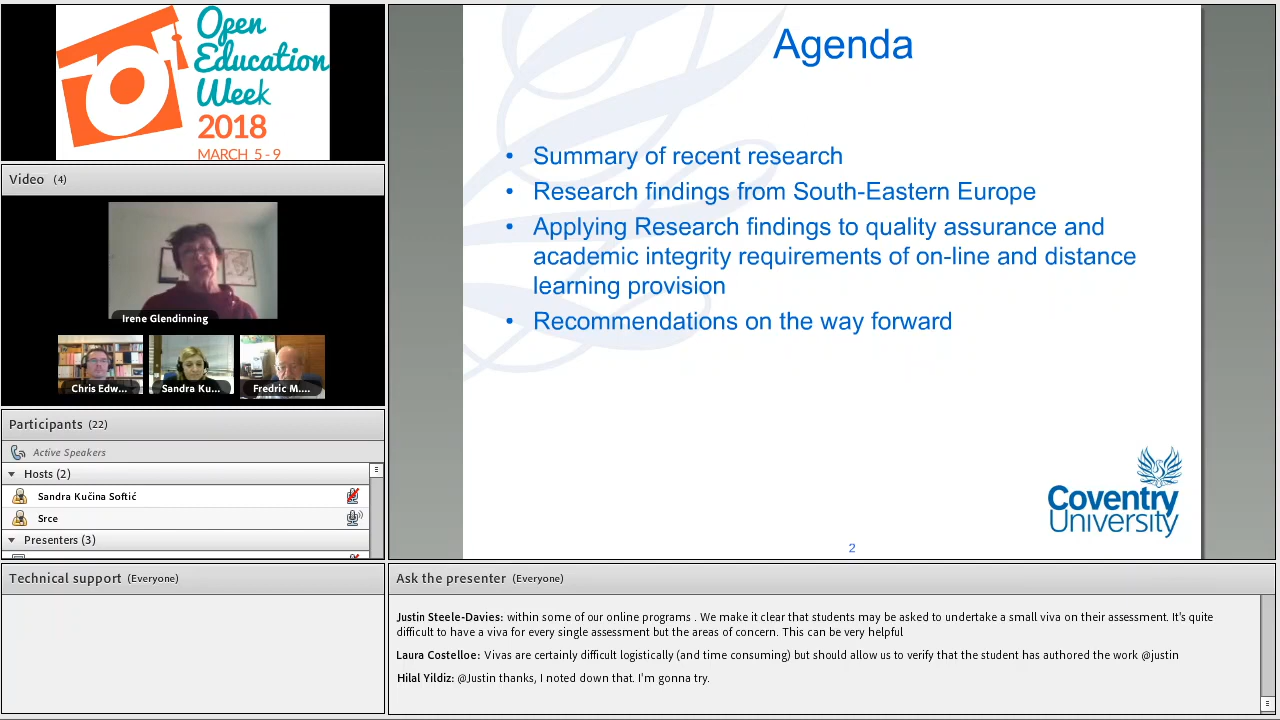 Open
Education
Week
2018
MARCH 5 - 9
Video (4)
Irene Glendinning
Chris Edw...
Sandra Ku...
Fredric M....
Participants (22)
Active Speakers
Hosts (2)
Sandra Kučina Softić
Srce
Presenters (3)
Technical support (Everyone)
Agenda
• Summary of recent research
• Research findings from South-Eastern Europe
• Applying Research findings to quality assurance and
academic integrity requirements of on-line and distance
learning provision
• Recommendations on the way forward
Coventry
University
2
Ask the presenter (Everyone)
Justin Steele-Davies: within some of our online programs . We make it clear that students may be asked to undertake a small viva on their assessment. It's quite
difficult to have a viva for every single assessment but the areas of concern. This can be very helpful
Laura Costelloe: Vivas are certainly difficult logistically (and time consuming) but should allow us to verify that the student has authored the work @justin
Hilal Yildiz: @Justin thanks, I noted down that. I'm gonna try.